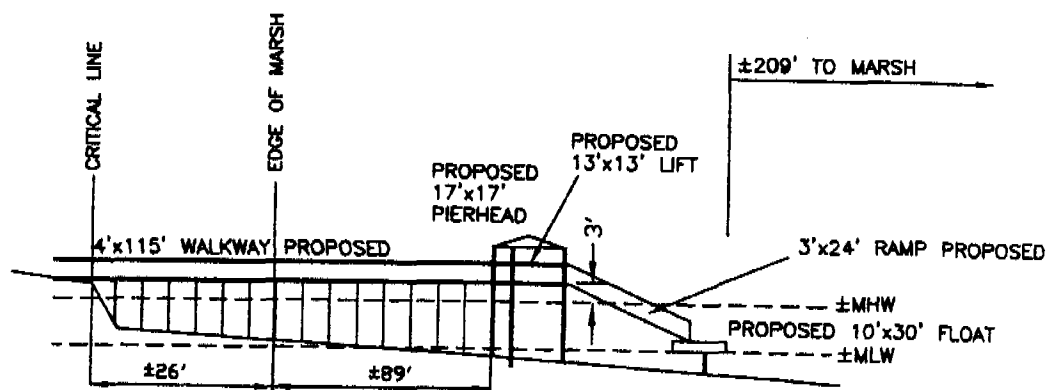 CRITICAL LINE
EDGE OF MARSH
±209' TO MARSH
PROPOSED
13'x13' LIFT
PROPOSED
17'x17'
PIERHEAD
3'
4'x115' WALKWAY PROPOSED
3'x24' RAMP PROPOSED
±MHW
PROPOSED 10'x30' FLOAT
±MLW
±26'
±89'